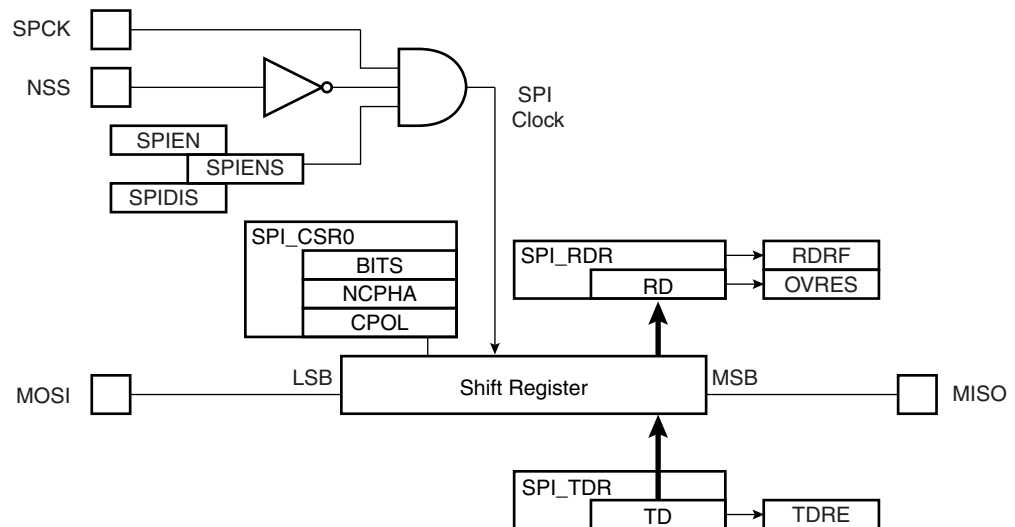 SPCK
NSS
SPI
Clock
SPIEN
SPIENS
SPIDIS
SPI_CSR0
BITS
NCPHA
CPOL
SPI_RDR
RD
RDRF
OVRES
MOSI
LSB
Shift Register
MSB
MISO
SPI_TDR
TD
TDRE